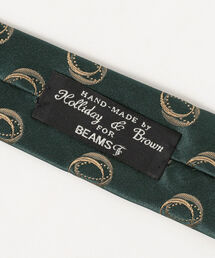 HAND-MADE by
Holliday & Brown
FOR
BEAMS F